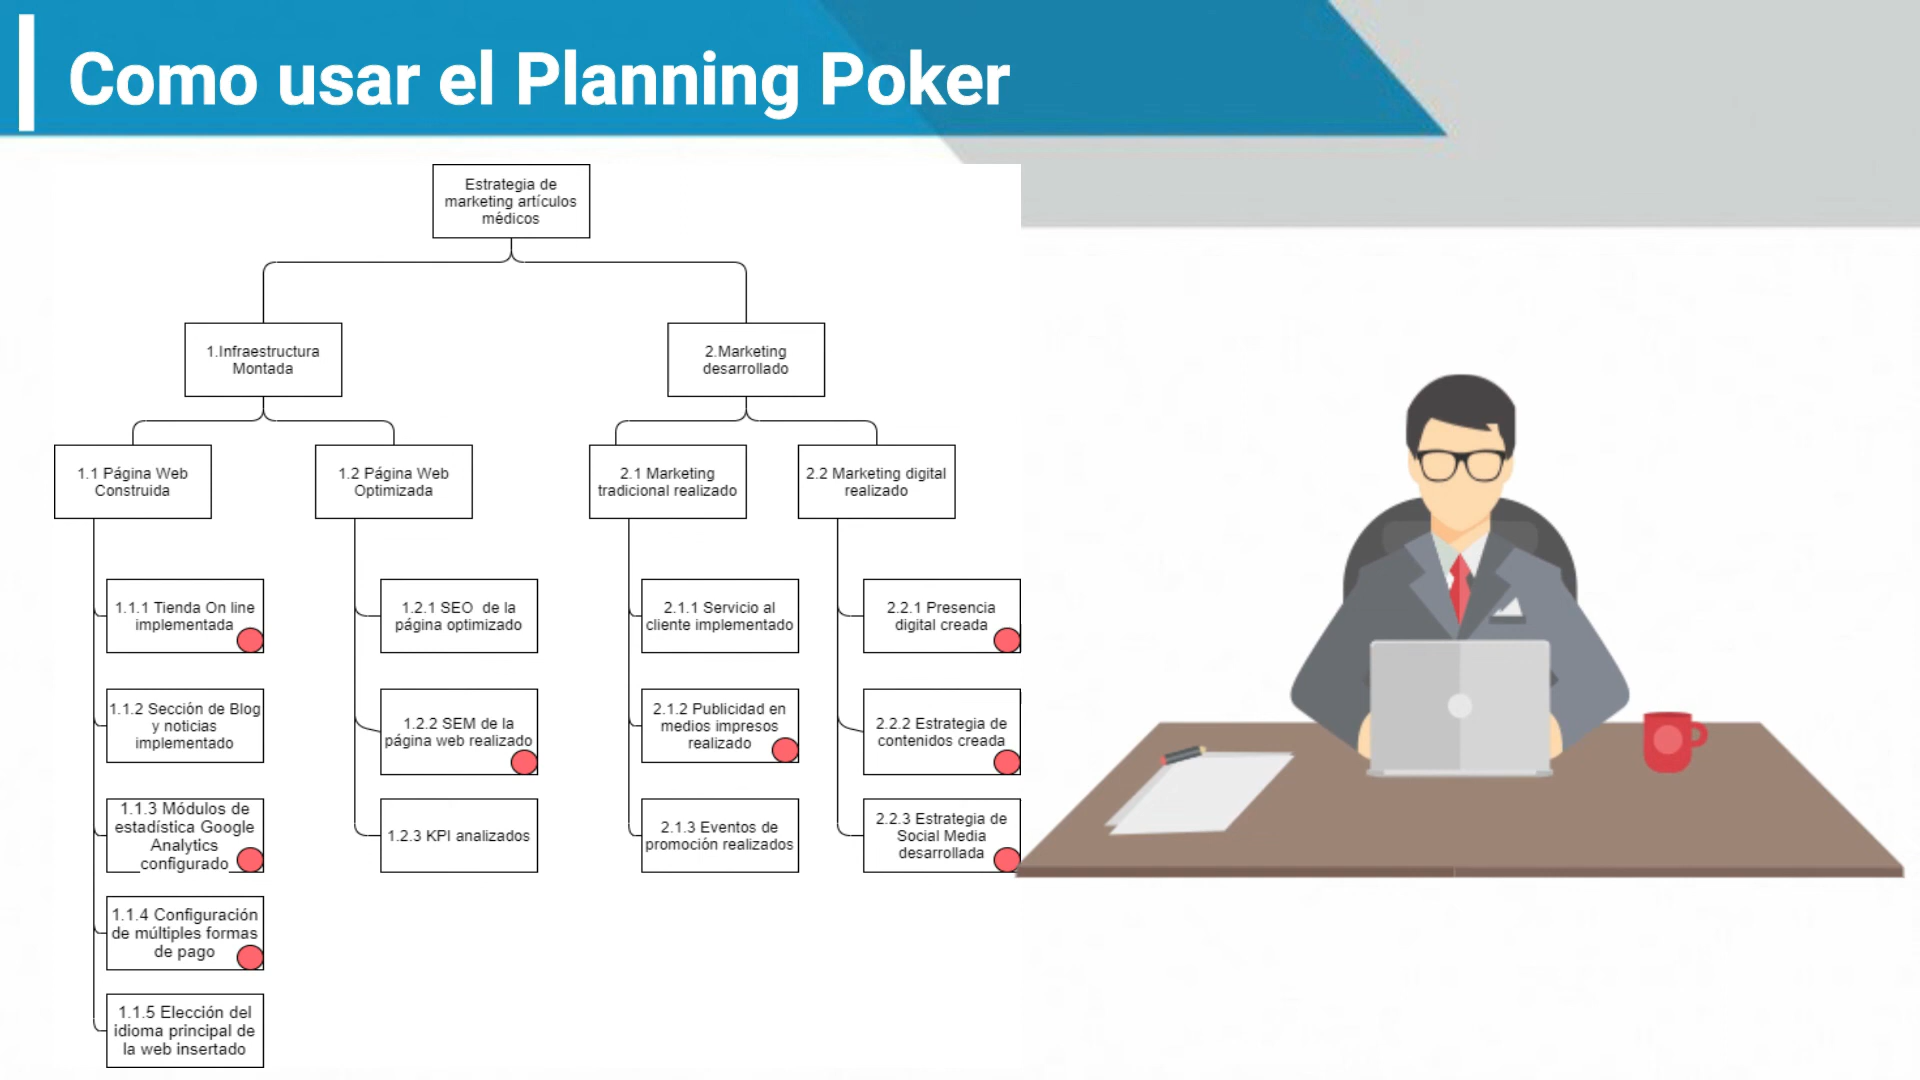 Como usar el Planning Poker
Estrategia de
marketing artículos
médicos
1.Infraestructura
Montada
2.Marketing
desarrollado
1.1 Página Web
Construida
1.2 Página Web
Optimizada
2.1 Marketing
tradicional realizado
2.2 Marketing digital
realizado
1.1.1 Tienda On line
implementada
1.1.2 Sección de Blog
y noticias
implementado
1.1.3 Módulos de
estadística Google
Analytics
configurado
1.1.4 Configuración
de múltiples formas
de pago
1.1.5 Elección del
idioma principal de
la web insertado
1.2.1 SEO  de la
página optimizado
1.2.2 SEM de la
página web realizado
1.2.3 KPI analizados
2.1.1 Servicio al
cliente implementado
2.1.2 Publicidad en
medios impresos
realizado
2.1.3 Eventos de
promoción realizados
2.2.1 Presencia
digital creada
2.2.2 Estrategia de
contenidos creada
2.2.3 Estrategia de
Social Media
desarrollada